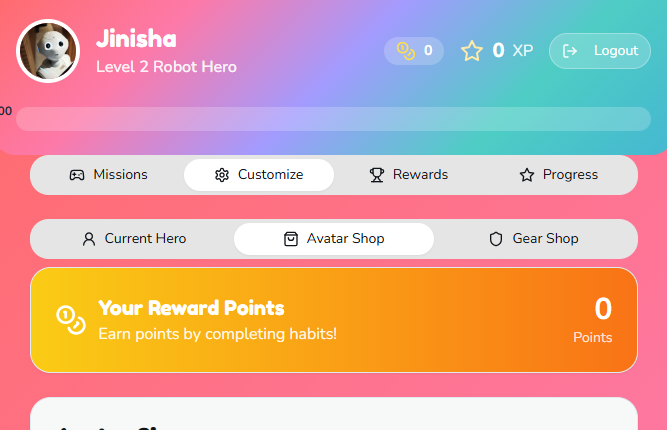 Jinisha
Level 2 Robot Hero
0
0 XP
Logout
00
Missions
Customize
Rewards
Progress
Current Hero
Avatar Shop
Gear Shop
Your Reward Points
Earn points by completing habits!
0
Points